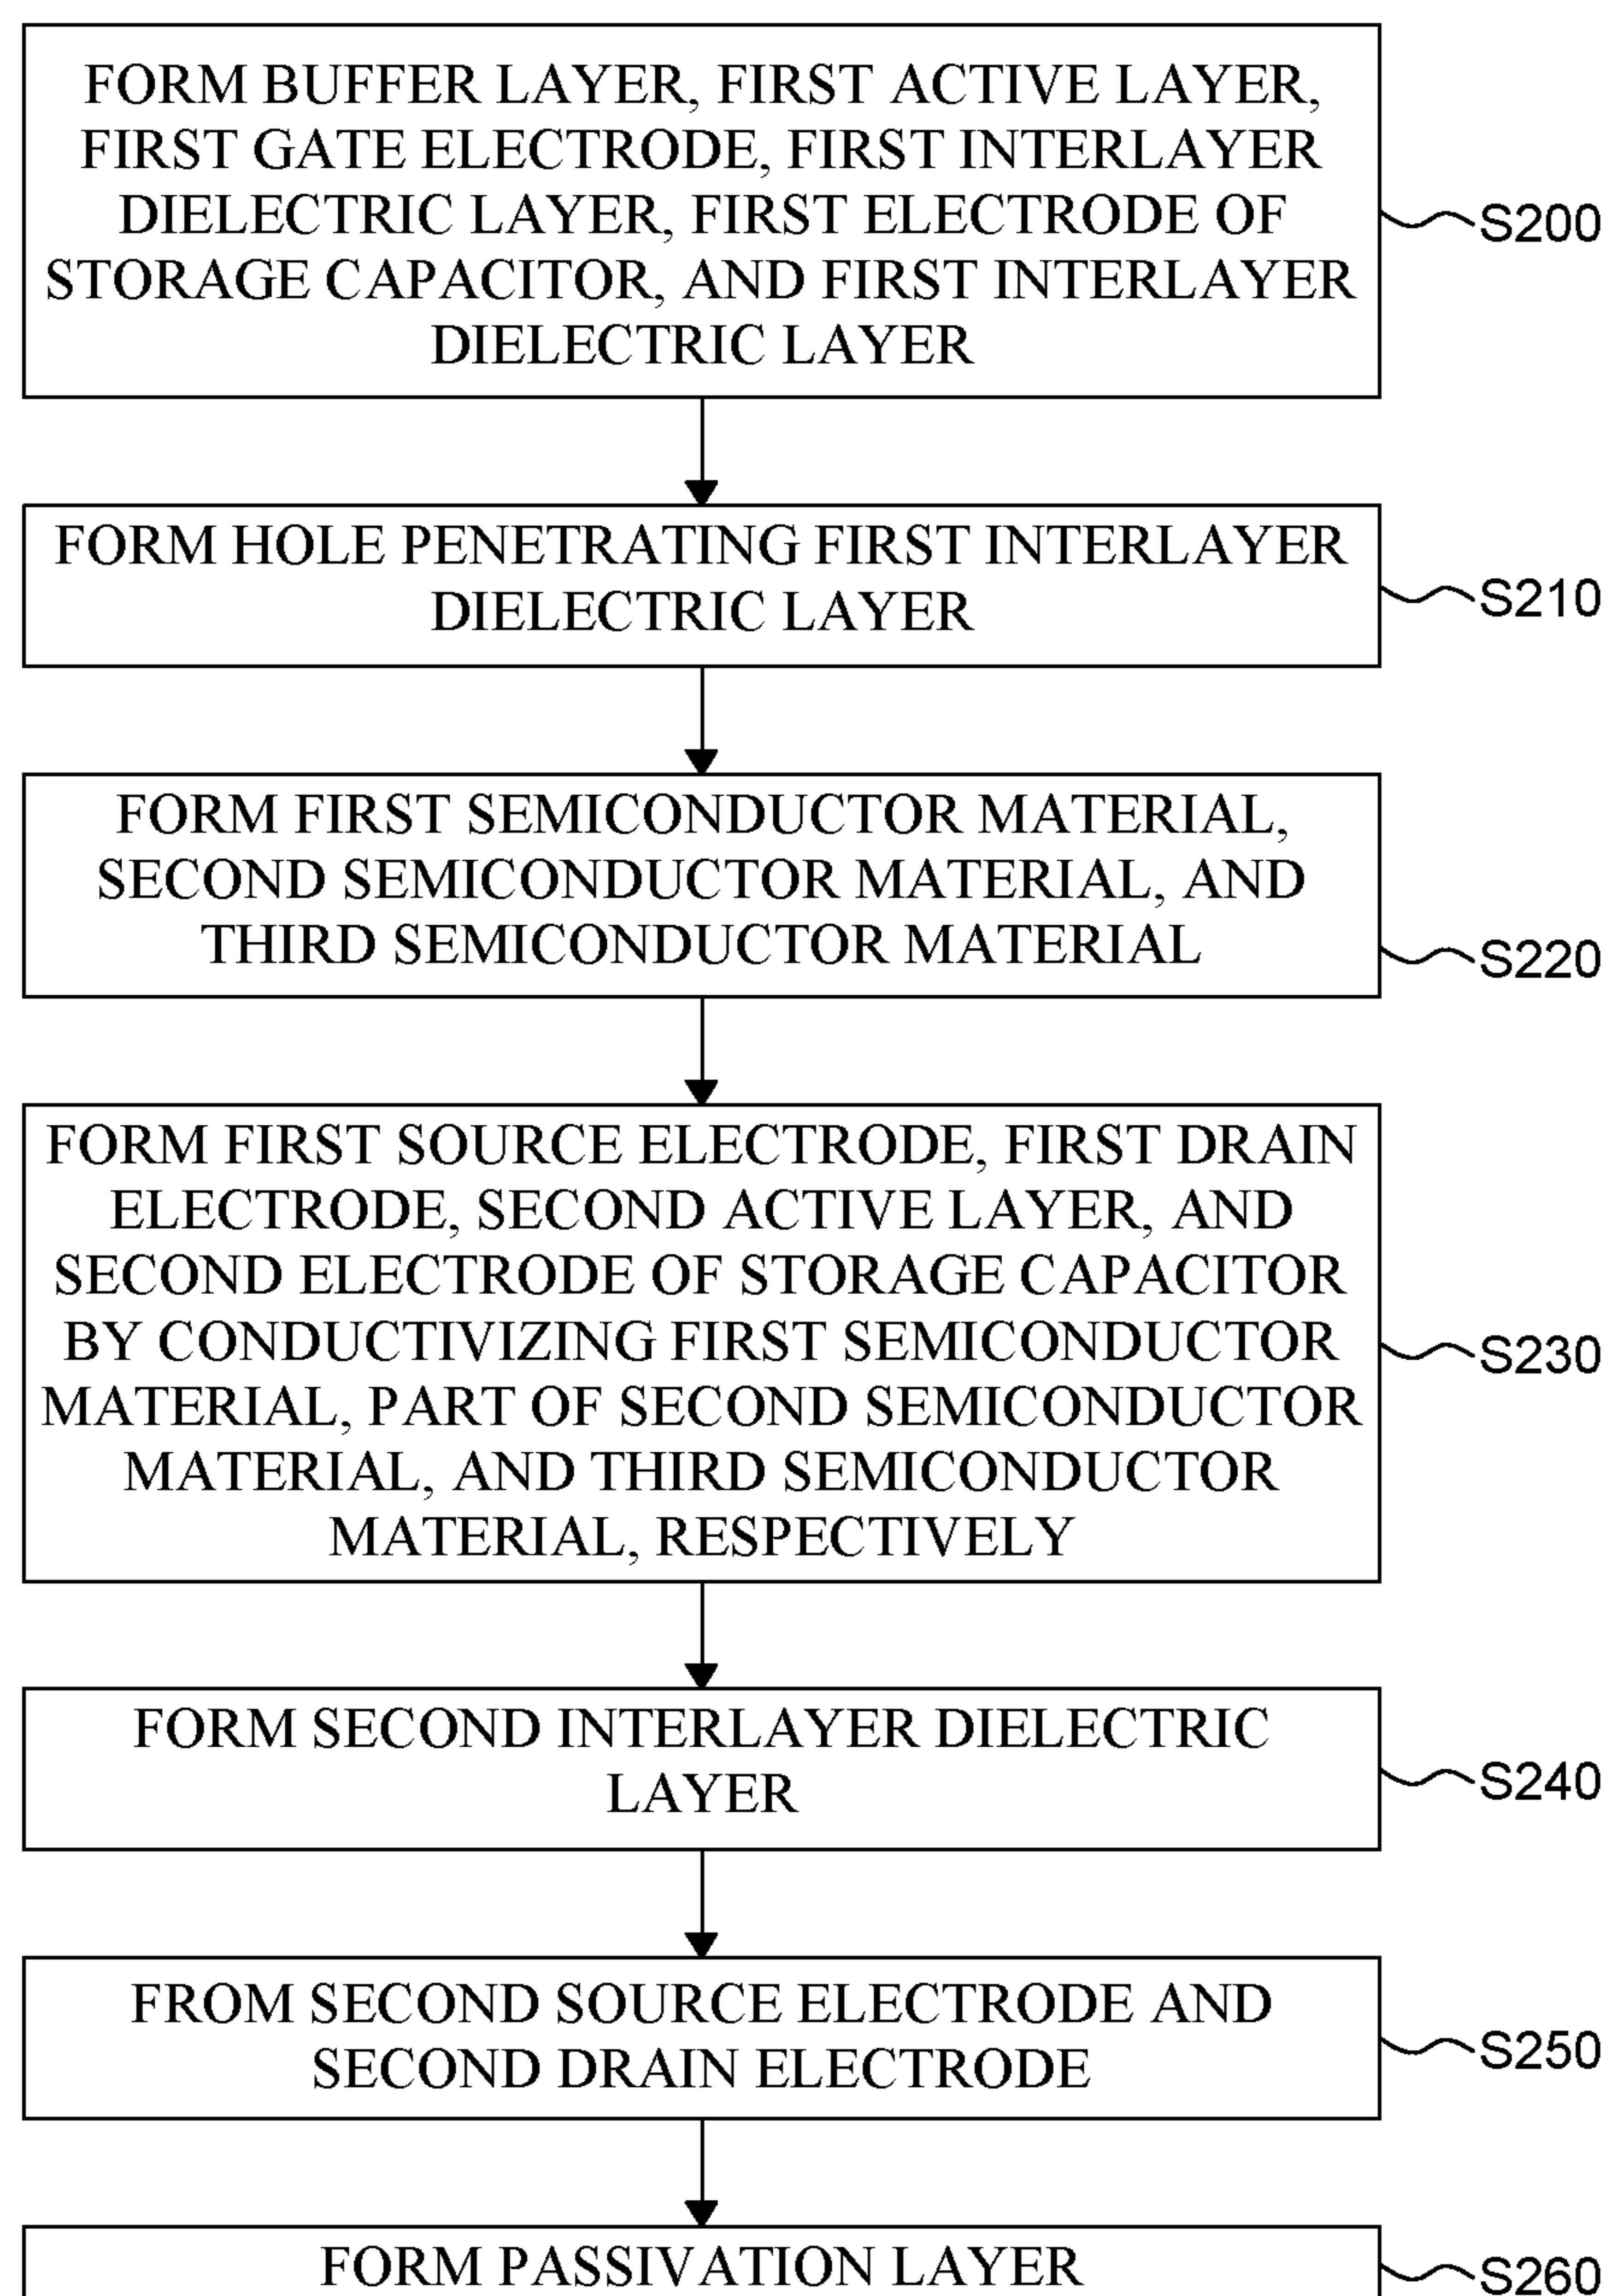 FORM BUFFER LAYER, FIRST ACTIVE LAYER,
FIRST GATE ELECTRODE, FIRST INTERLAYER
DIELECTRIC LAYER, FIRST ELECTRODE OF
STORAGE CAPACITOR, AND FIRST INTERLAYER
DIELECTRIC LAYER
S200
FORM HOLE PENETRATING FIRST INTERLAYER
DIELECTRIC LAYER
S210
FORM FIRST SEMICONDUCTOR MATERIAL,
SECOND SEMICONDUCTOR MATERIAL, AND
THIRD SEMICONDUCTOR MATERIAL
S220
FORM FIRST SOURCE ELECTRODE, FIRST DRAIN
ELECTRODE, SECOND ACTIVE LAYER, AND
SECOND ELECTRODE OF STORAGE CAPACITOR
BY CONDUCTIVIZING FIRST SEMICONDUCTOR
MATERIAL, PART OF SECOND SEMICONDUCTOR
MATERIAL, AND THIRD SEMICONDUCTOR
MATERIAL, RESPECTIVELY
S230
FORM SECOND INTERLAYER DIELECTRIC
LAYER
S240
FROM SECOND SOURCE ELECTRODE AND
SECOND DRAIN ELECTRODE
S250
FORM PASSIVATION LAYER
S260